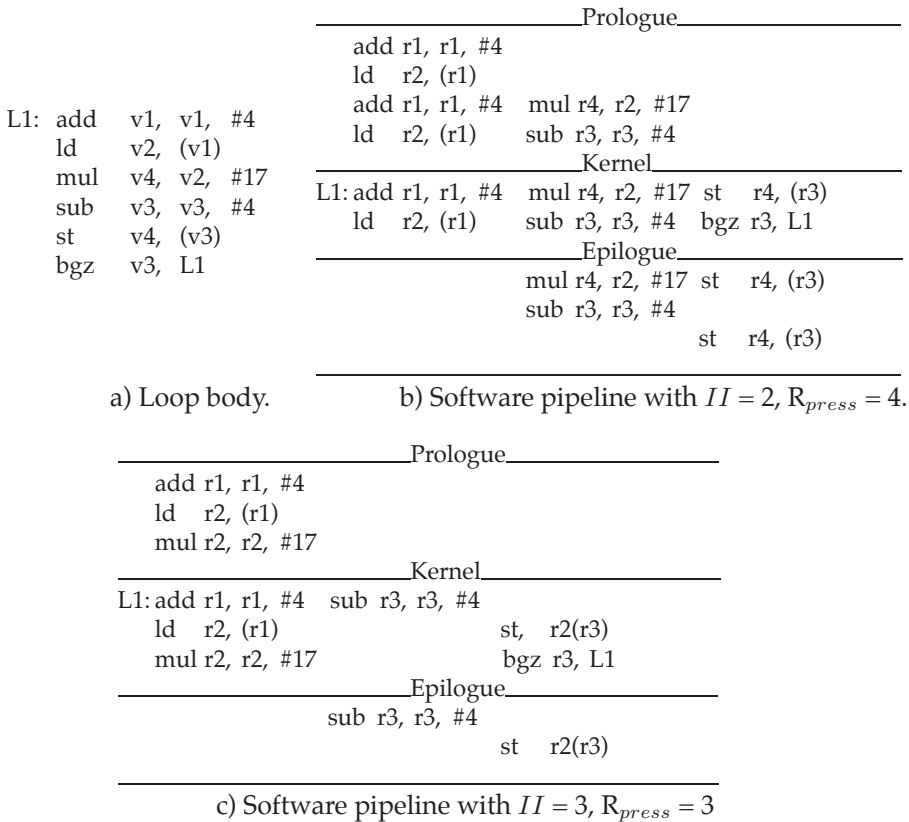 L1: add v1, v1, #4
ld v2, (v1)
mul v4, v2, #17
sub v3, v3, #4
st v4, (v3)
bgz v3, L1
a) Loop body.
Prologue
add r1, r1, #4
ld r2, (r1)
add r1, r1, #4 mul r4, r2, #17
ld r2, (r1) sub r3, r3, #4
Kernel
L1: add r1, r1, #4 mul r4, r2, #17 st r4, (r3)
ld r2, (r1) sub r3, r3, #4 bgz r3, L1
Epilogue
mul r4, r2, #17 st r4, (r3)
sub r3, r3, #4
st r4, (r3)
b) Software pipeline with II = 2, Rpress = 4.
Prologue
add r1, r1, #4
ld r2, (r1)
mul r2, r2, #17
Kernel
L1: add r1, r1, #4 sub r3, r3, #4
ld r2, (r1) st, r2(r3)
mul r2, r2, #17 bgz r3, L1
Epilogue
sub r3, r3, #4
st r2(r3)
c) Software pipeline with II = 3, Rpress = 3